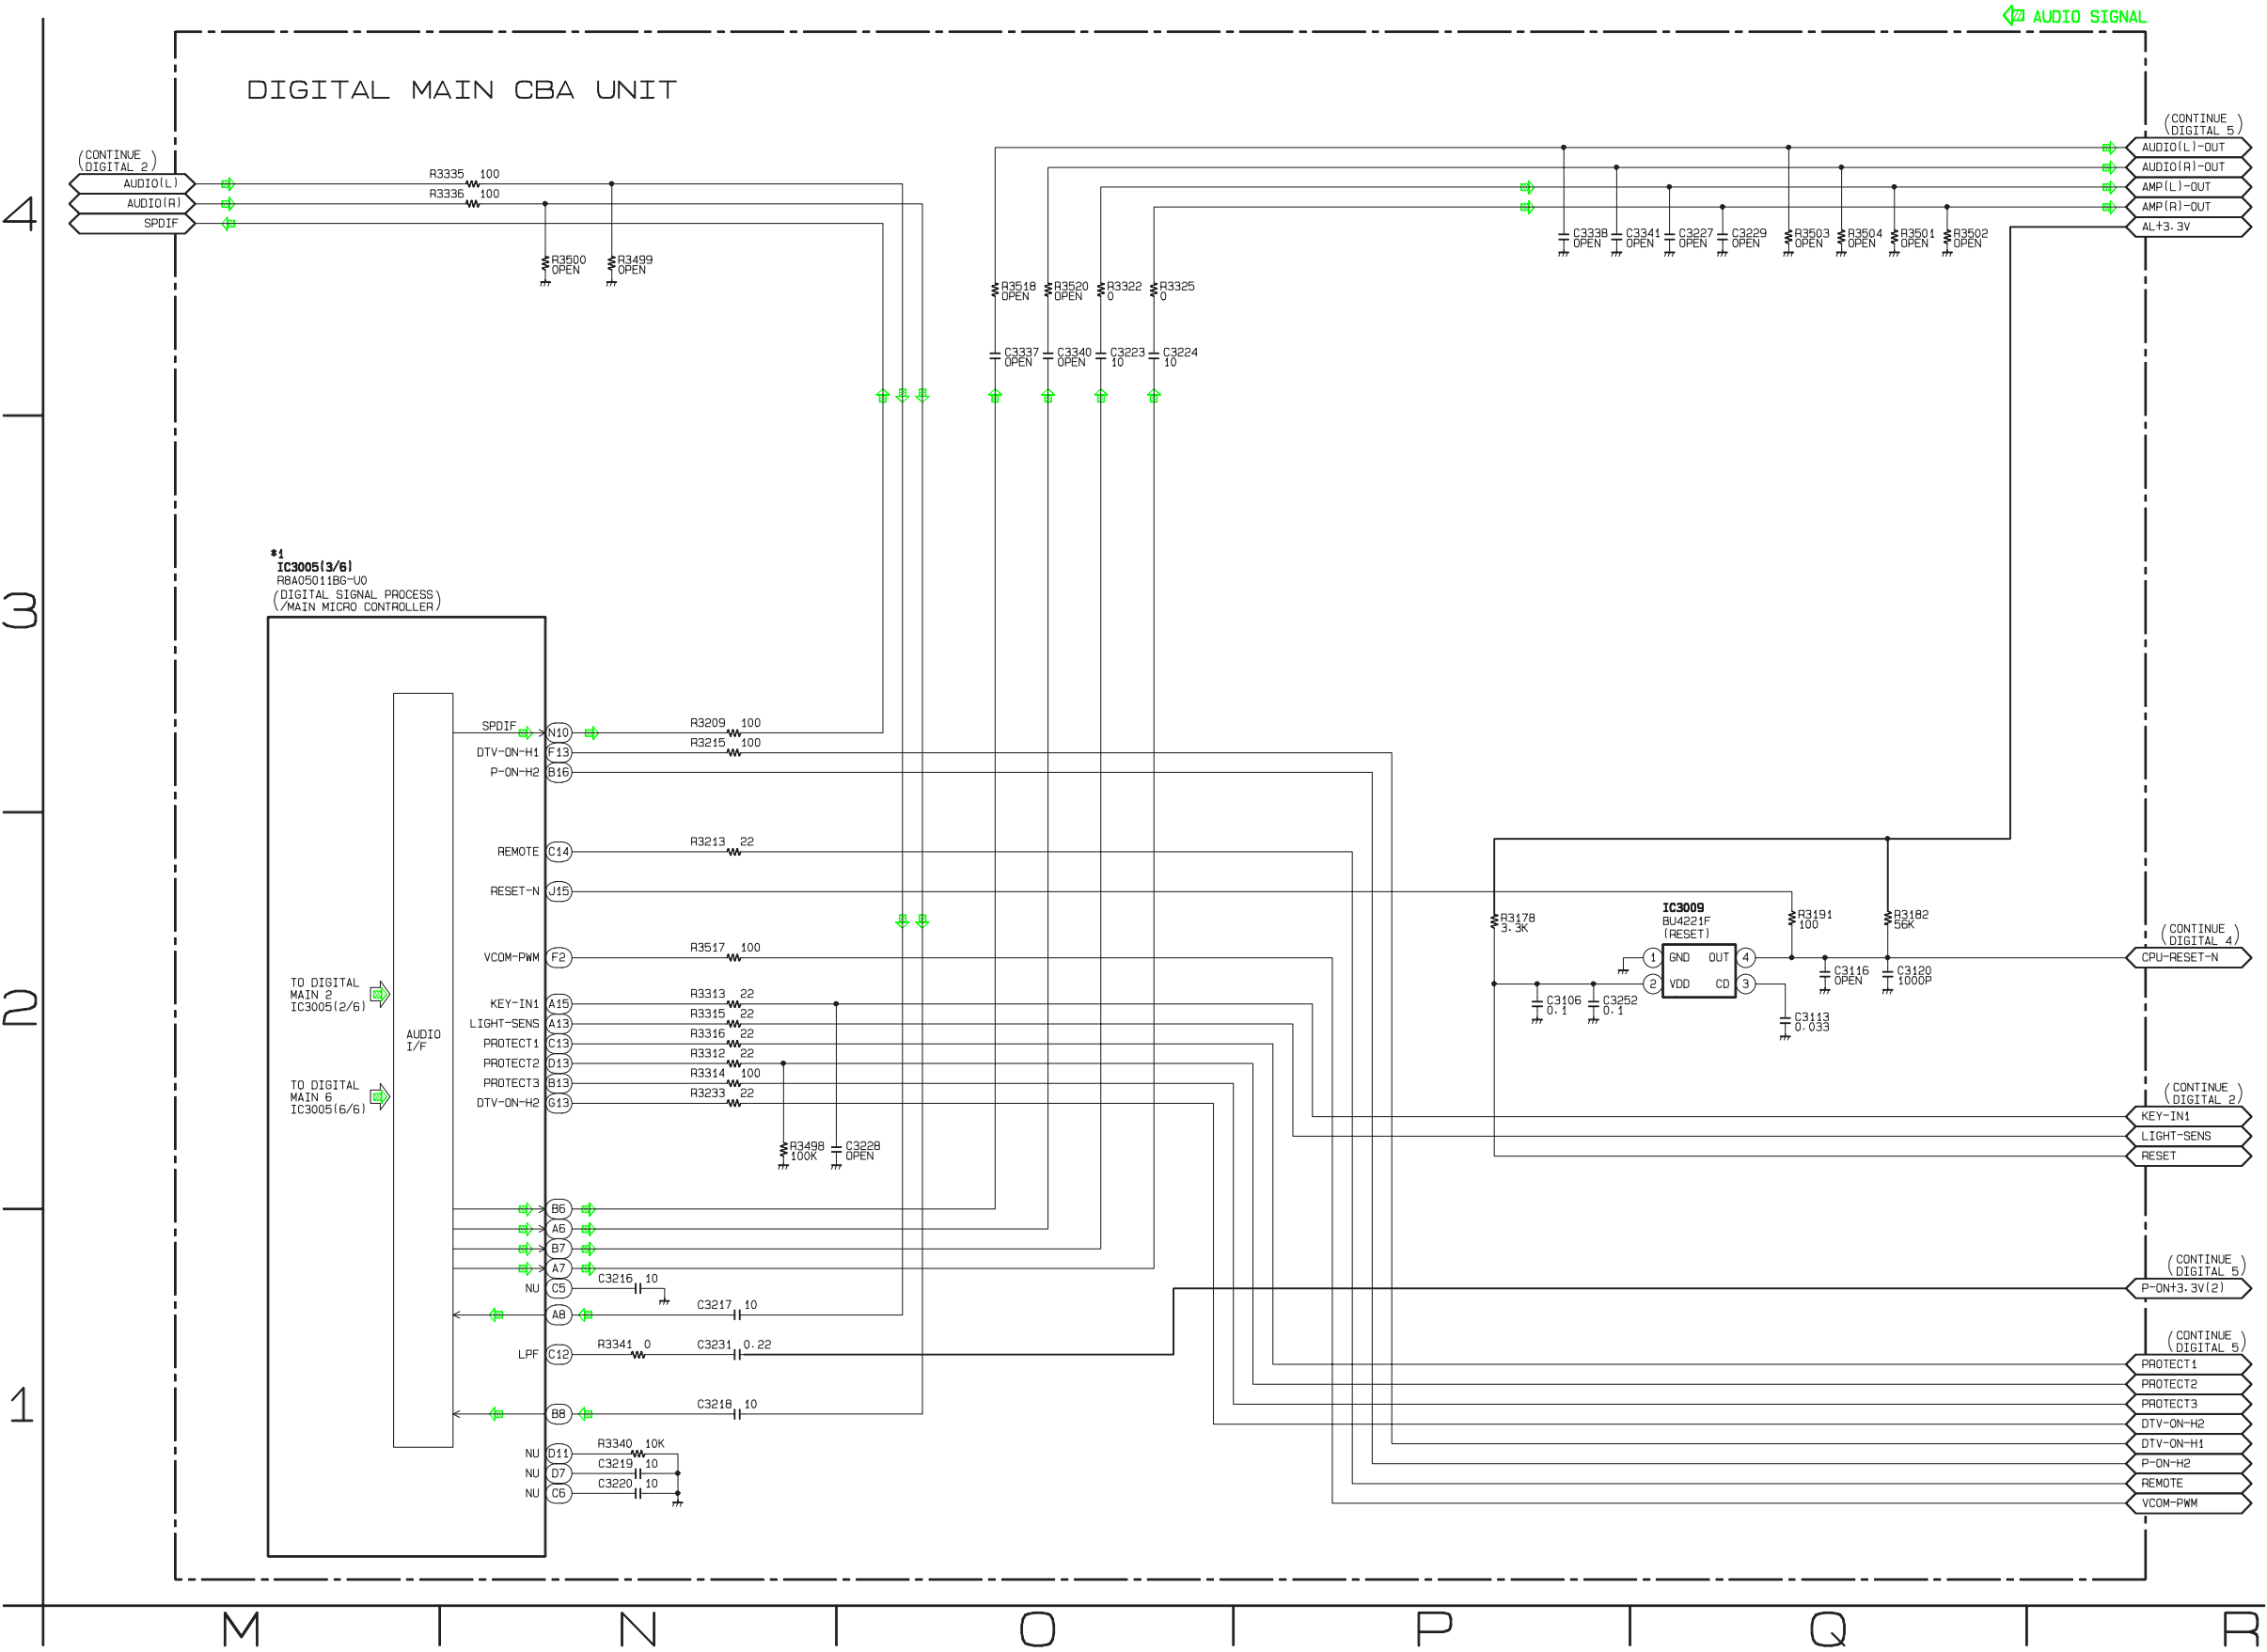 AUDIO SIGNAL
DIGITAL MAIN CBA UNIT
(CONTINUE
DIGITAL 2)
AUDIO(L)
AUDIO(R)
SPDIF
R3335 100
R3336 100
R3500
OPEN
R3499
OPEN
(CONTINUE
DIGITAL 5)
AUDIO(L)-OUT
AUDIO(R)-OUT
AMP(L)-OUT
AMP(R)-OUT
AL+3.3V
C3338
OPEN
C3341
OPEN
C3227
OPEN
C3229
OPEN
R3503
OPEN
R3504
OPEN
R3501
OPEN
R3502
OPEN
R3518
OPEN
R3520
OPEN
R3322
0
R3325
0
C3337
OPEN
C3340
OPEN
C3223
10
C3224
10
4
*1
IC3005(3/6)
R8A05011BG-U0
(DIGITAL SIGNAL PROCESS
/MAIN MICRO CONTROLLER)
3
SPDIF N10 R3209 100
DTV-ON-H1 F13 R3215 100
P-ON-H2 B16
REMOTE C14 R3213 22
RESET-N J15
VCOM-PWM F2 R3517 100
KEY-IN1 A15 R3313 22
LIGHT-SENS A13 R3315 22
PROTECT1 C13 R3316 22
PROTECT2 D13 R3312 22
PROTECT3 B13 R3314 100
DTV-ON-H2 G13 R3233 22
TO DIGITAL
MAIN 2
IC3005(2/6)
AUDIO
I/F
TO DIGITAL
MAIN 6
IC3005(6/6)
R3498
100K
C3228
OPEN
R3178
3.3K
IC3009
BU4221F
(RESET)
1 GND OUT 4
2 VDD CD 3
R3191
100
R3182
56K
C3106
0.1
C3252
0.1
C3116
OPEN
C3120
1000P
C3113
0.033
(CONTINUE
DIGITAL 4)
CPU-RESET-N
2
(CONTINUE
DIGITAL 2)
KEY-IN1
LIGHT-SENS
RESET
B6
A6
B7
A7
NU C5 C3216 10
A8 C3217 10
LPF C12 R3341 0 C3231 0.22
B8 C3218 10
NU D11 R3340 10K
NU D7 C3219 10
NU C6 C3220 10
(CONTINUE
DIGITAL 5)
P-ON+3.3V(2)
(CONTINUE
DIGITAL 5)
PROTECT1
PROTECT2
PROTECT3
DTV-ON-H2
DTV-ON-H1
P-ON-H2
REMOTE
VCOM-PWM
1
M N O P Q R